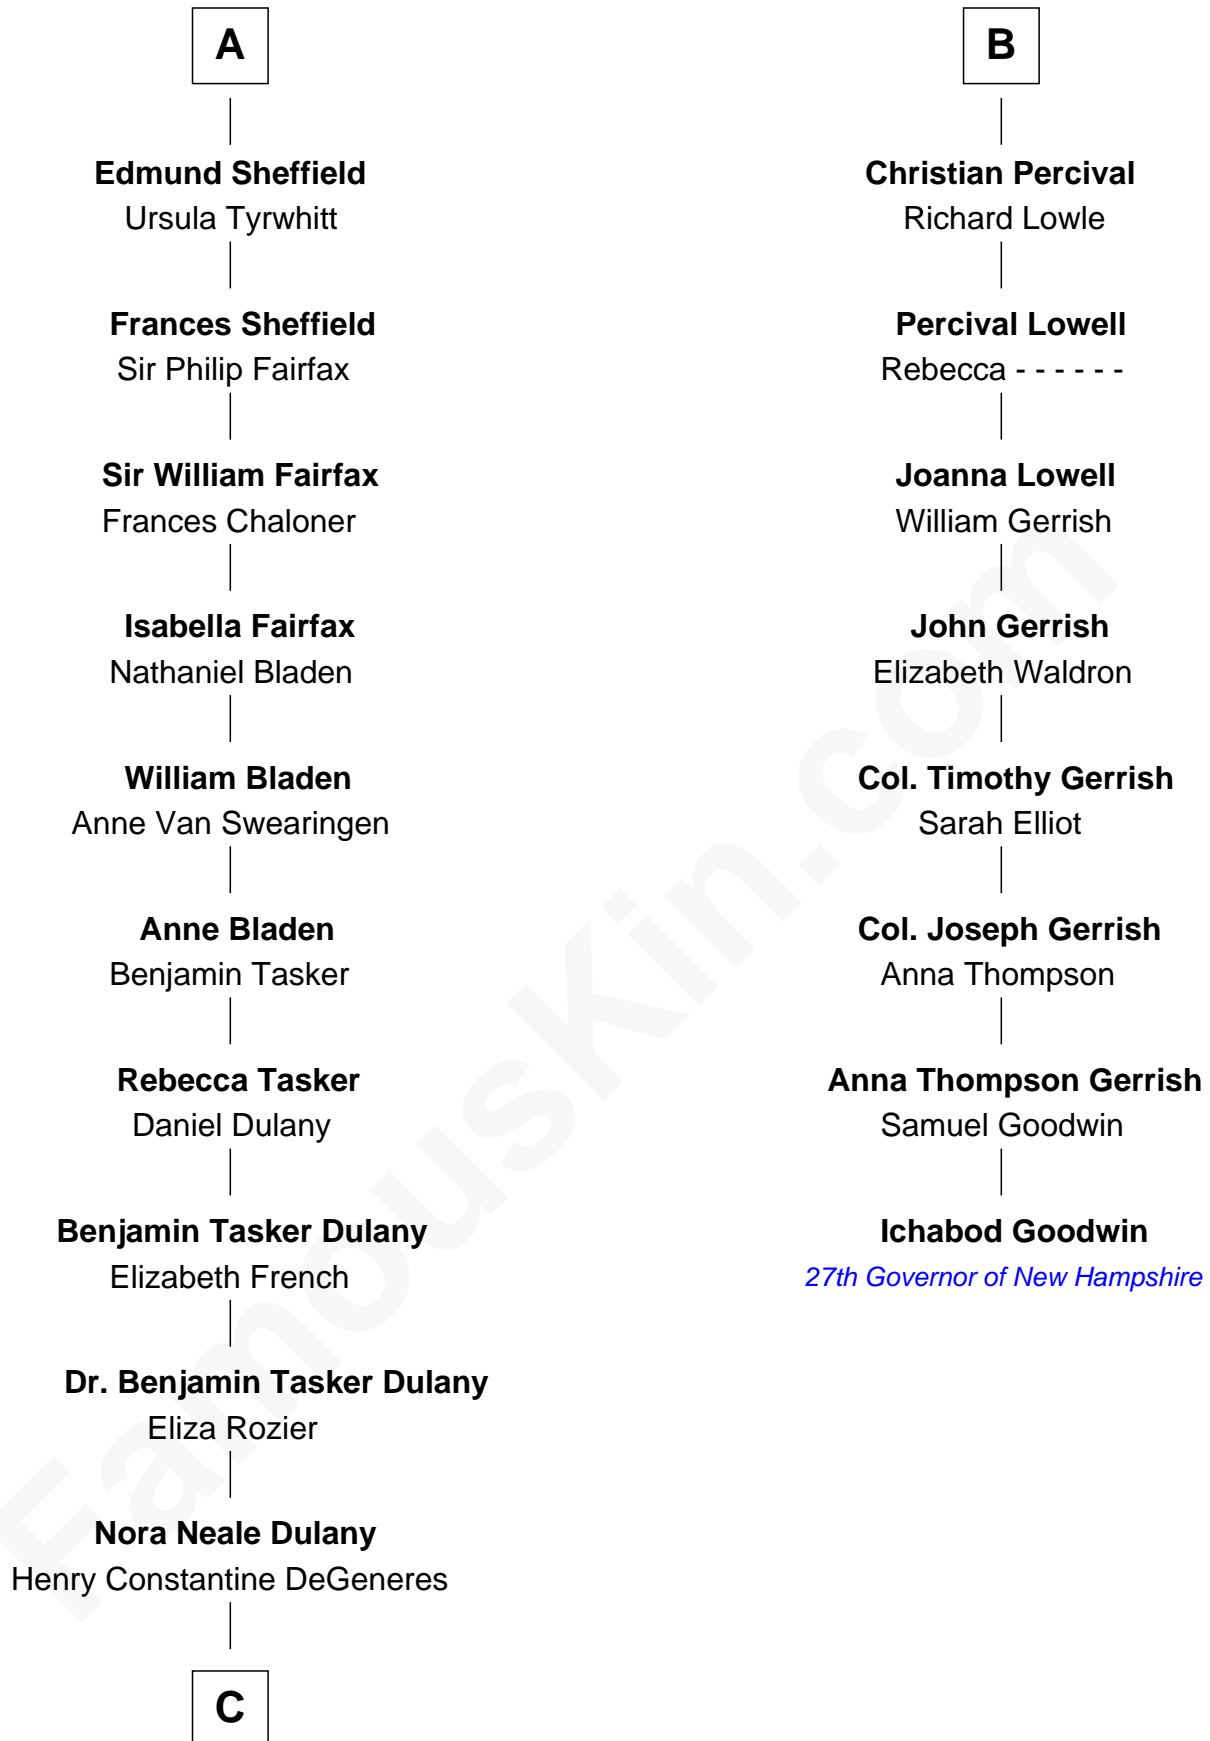 A
Edmund Sheffield
Ursula Tyrwhitt
Frances Sheffield
Sir Philip Fairfax
Sir William Fairfax
Frances Chaloner
Isabella Fairfax
Nathaniel Bladen
William Bladen
Anne Van Swearingen
Anne Bladen
Benjamin Tasker
Rebecca Tasker
Daniel Dulany
Benjamin Tasker Dulany
Elizabeth French
Dr. Benjamin Tasker Dulany
Eliza Rozier
Nora Neale Dulany
Henry Constantine DeGeneres
C
B
Christian Percival
Richard Lowle
Percival Lowell
Rebecca - - - - - -
Joanna Lowell
William Gerrish
John Gerrish
Elizabeth Waldron
Col. Timothy Gerrish
Sarah Elliot
Col. Joseph Gerrish
Anna Thompson
Anna Thompson Gerrish
Samuel Goodwin
Ichabod Goodwin
27th Governor of New Hampshire
FamousKin.com